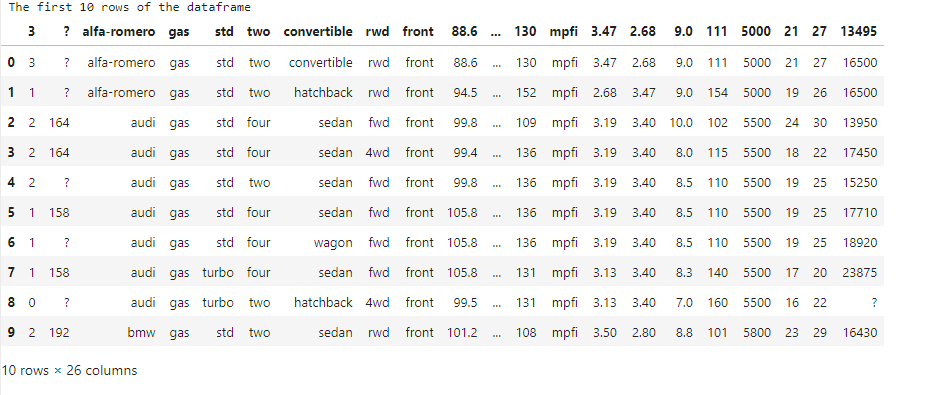 The first 10 rows of the dataframe
3 ? alfa-romero gas std two convertible rwd front 88.6 ... 130 mpfi 3.47 2.68 9.0 111 5000 21 27 13495
0 3 ? alfa-romero gas std two convertible rwd front 88.6 ... 130 mpfi 3.47 2.68 9.0 111 5000 21 27 16500
1 1 ? alfa-romero gas std two hatchback rwd front 94.5 ... 152 mpfi 2.68 3.47 9.0 154 5000 19 26 16500
2 2 164 audi gas std four sedan fwd front 99.8 ... 109 mpfi 3.19 3.40 10.0 102 5500 24 30 13950
3 2 164 audi gas std four sedan 4wd front 99.4 ... 136 mpfi 3.19 3.40 8.0 115 5500 18 22 17450
4 2 ? audi gas std two sedan fwd front 99.8 ... 136 mpfi 3.19 3.40 8.5 110 5500 19 25 15250
5 1 158 audi gas std four sedan fwd front 105.8 ... 136 mpfi 3.19 3.40 8.5 110 5500 19 25 17710
6 1 ? audi gas std four wagon fwd front 105.8 ... 136 mpfi 3.19 3.40 8.5 110 5500 19 25 18920
7 1 158 audi gas turbo four sedan fwd front 105.8 ... 131 mpfi 3.13 3.40 8.3 140 5500 17 20 23875
8 0 ? audi gas turbo two hatchback 4wd front 99.5 ... 131 mpfi 3.13 3.40 7.0 160 5500 16 22 ?
9 2 192 bmw gas std two sedan rwd front 101.2 ... 108 mpfi 3.50 2.80 8.8 101 5800 23 29 16430
10 rows × 26 columns